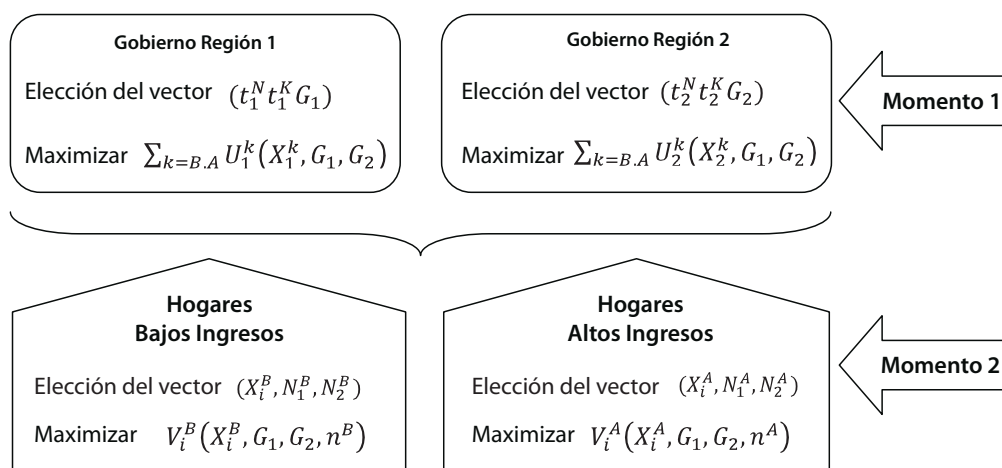 Gobierno Región 1
Elección del vector $(t_1^N t_1^K G_1)$
Maximizar $\sum_{k=B.A} U_1^k(X_1^k, G_1, G_2)$
Gobierno Región 2
Elección del vector $(t_2^N t_2^K G_2)$
Maximizar $\sum_{k=B.A} U_2^k(X_2^k, G_1, G_2)$
Momento 1
Hogares
Bajos Ingresos
Elección del vector $(X_i^B, N_1^B, N_2^B)$
Maximizar $V_i^B(X_i^B, G_1, G_2, n^B)$
Hogares
Altos Ingresos
Elección del vector $(X_i^A, N_1^A, N_2^A)$
Maximizar $V_i^A(X_i^A, G_1, G_2, n^A)$
Momento 2